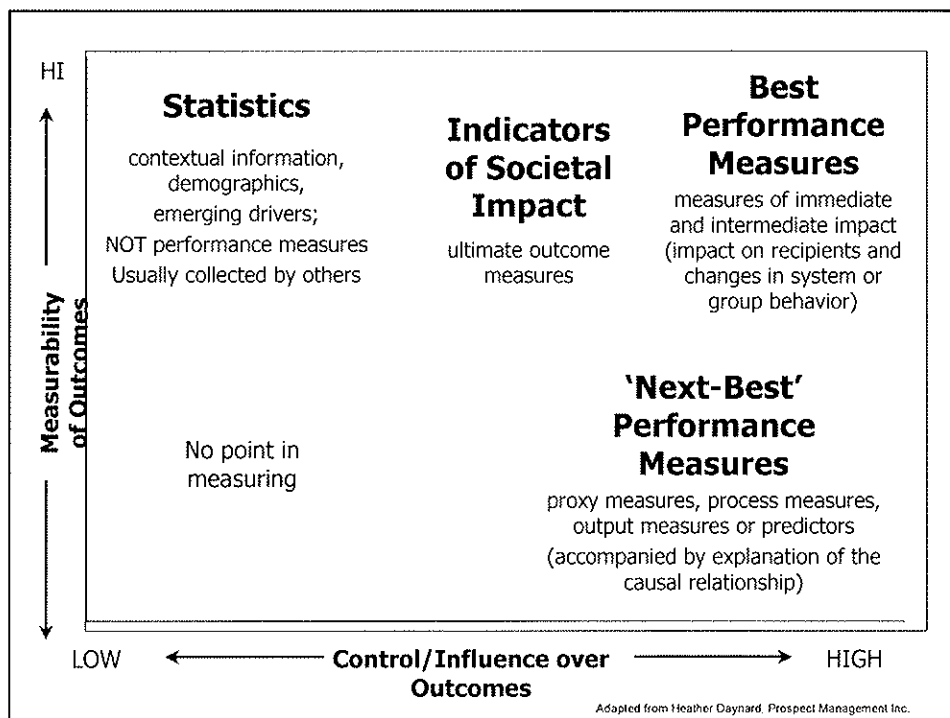 HI
Statistics
contextual information,
demographics,
emerging drivers;
NOT performance measures
Usually collected by others
Indicators
of Societal
Impact
ultimate outcome
measures
Best
Performance
Measures
measures of immediate
and intermediate impact
(impact on recipients and
changes in system or
group behavior)
Measurability
of Outcomes
No point in
measuring
‘Next-Best’
Performance
Measures
proxy measures, process measures,
output measures or predictors
(accompanied by explanation of the
causal relationship)
LOW
Control/Influence over
Outcomes
HIGH
Adapted from Heather Daynard, Prospect Management Inc.